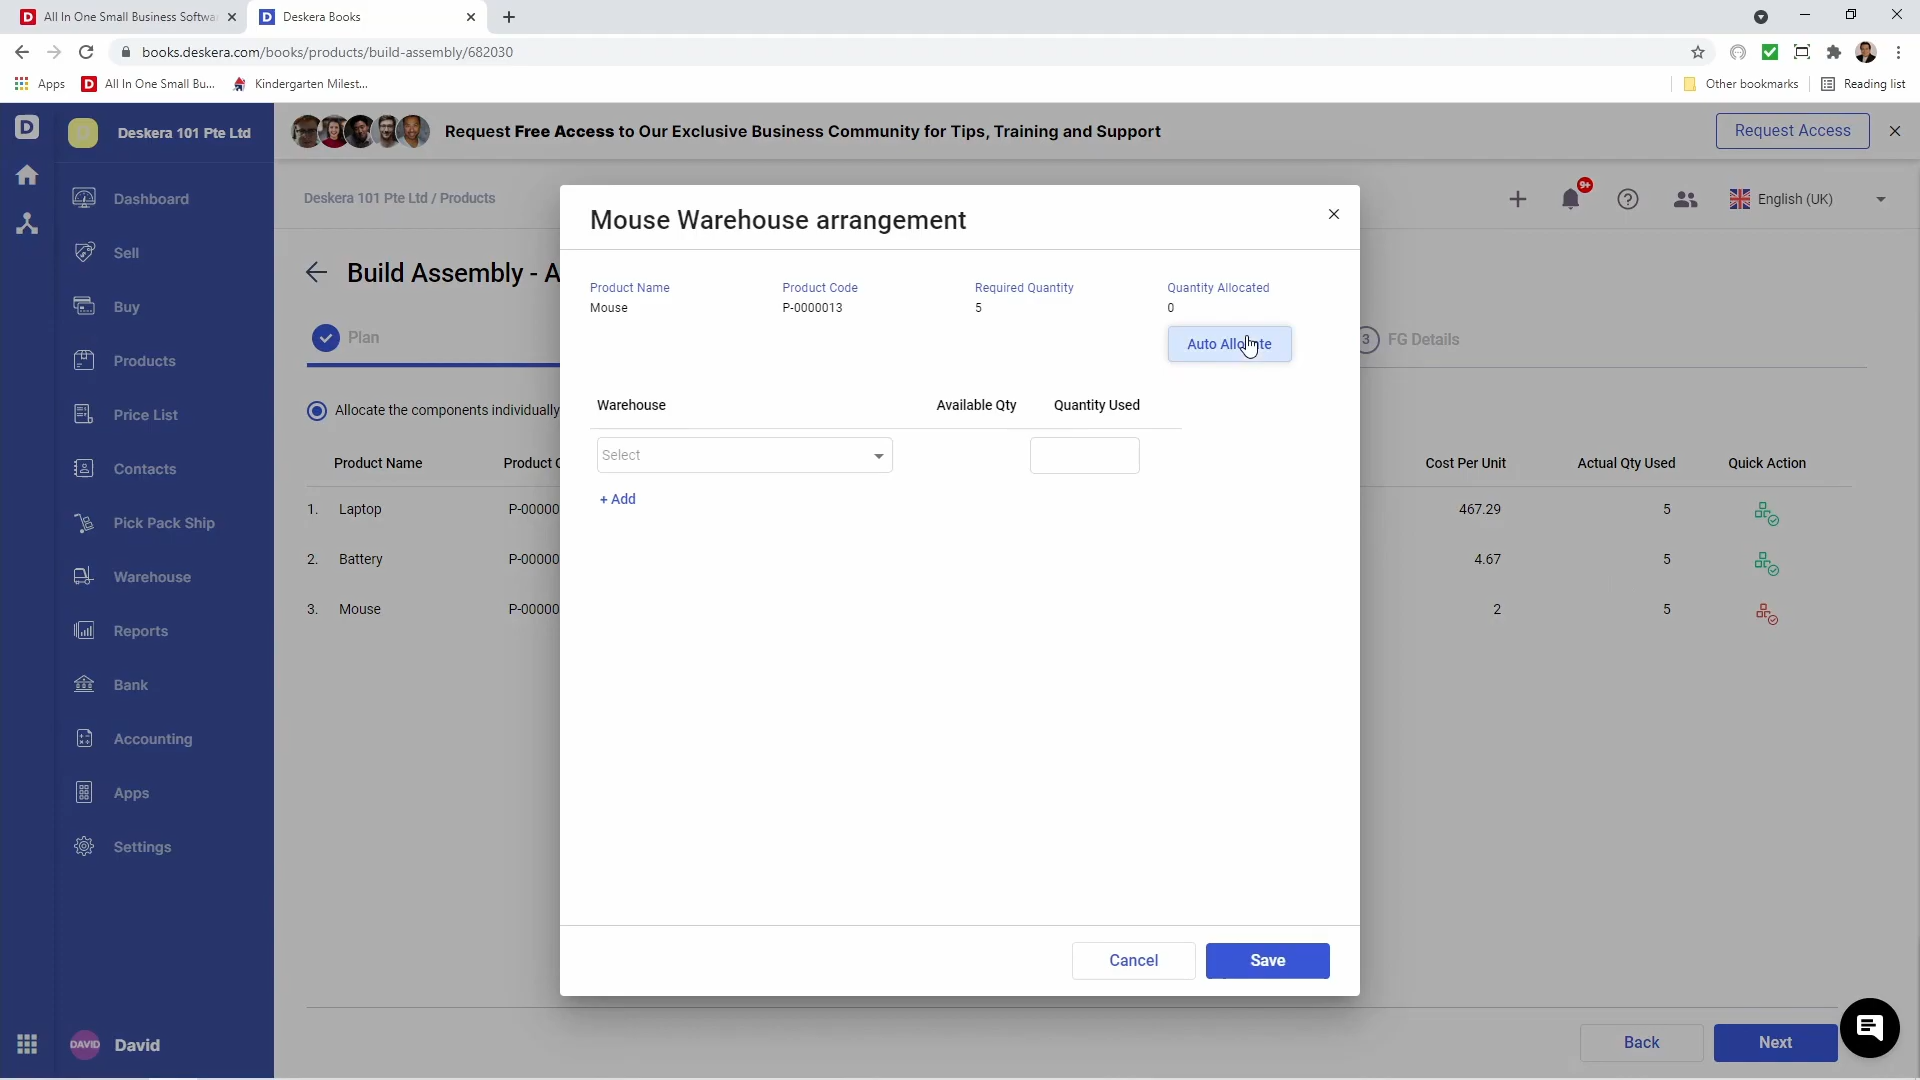 All In One Small Business Softwa
Deskera Books
books.deskera.com/books/products/build-assembly/682030
Apps
All In One Small Bu...
Kindergarten Milest...
Other bookmarks
Reading list
Deskera 101 Pte Ltd
Request Free Access to Our Exclusive Business Community for Tips, Training and Support
Request Access
Dashboard
Sell
Buy
Products
Price List
Contacts
Pick Pack Ship
Warehouse
Reports
Bank
Accounting
Apps
Settings
DAVID
David
Deskera 101 Pte Ltd / Products
9+
English (UK)
Build Assembly - A
Plan
3 FG Details
Allocate the components individually
Product Name Product C Cost Per Unit Actual Qty Used Quick Action
1. Laptop P-00000 467.29 5
2. Battery P-00000 4.67 5
3. Mouse P-00000 2 5
Mouse Warehouse arrangement
Product Name Product Code Required Quantity Quantity Allocated
Mouse P-0000013 5 0
Auto Allocate
Warehouse Available Qty Quantity Used
Select
+ Add
Cancel Save
Back Next